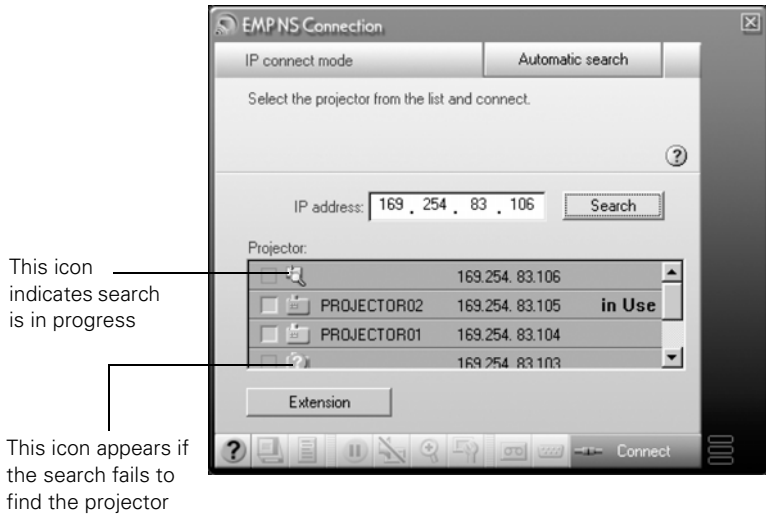 EMP NS Connection
IP connect mode
Automatic search
Select the projector from the list and connect.
IP address: 169 . 254 . 83 . 106 Search
Projector:
169.254. 83.106
PROJECTOR02 169.254. 83.105 in Use
PROJECTOR01 169.254. 83.104
169.254. 83.103
Extension
Connect
This icon
indicates search
is in progress
This icon appears if
the search fails to
find the projector